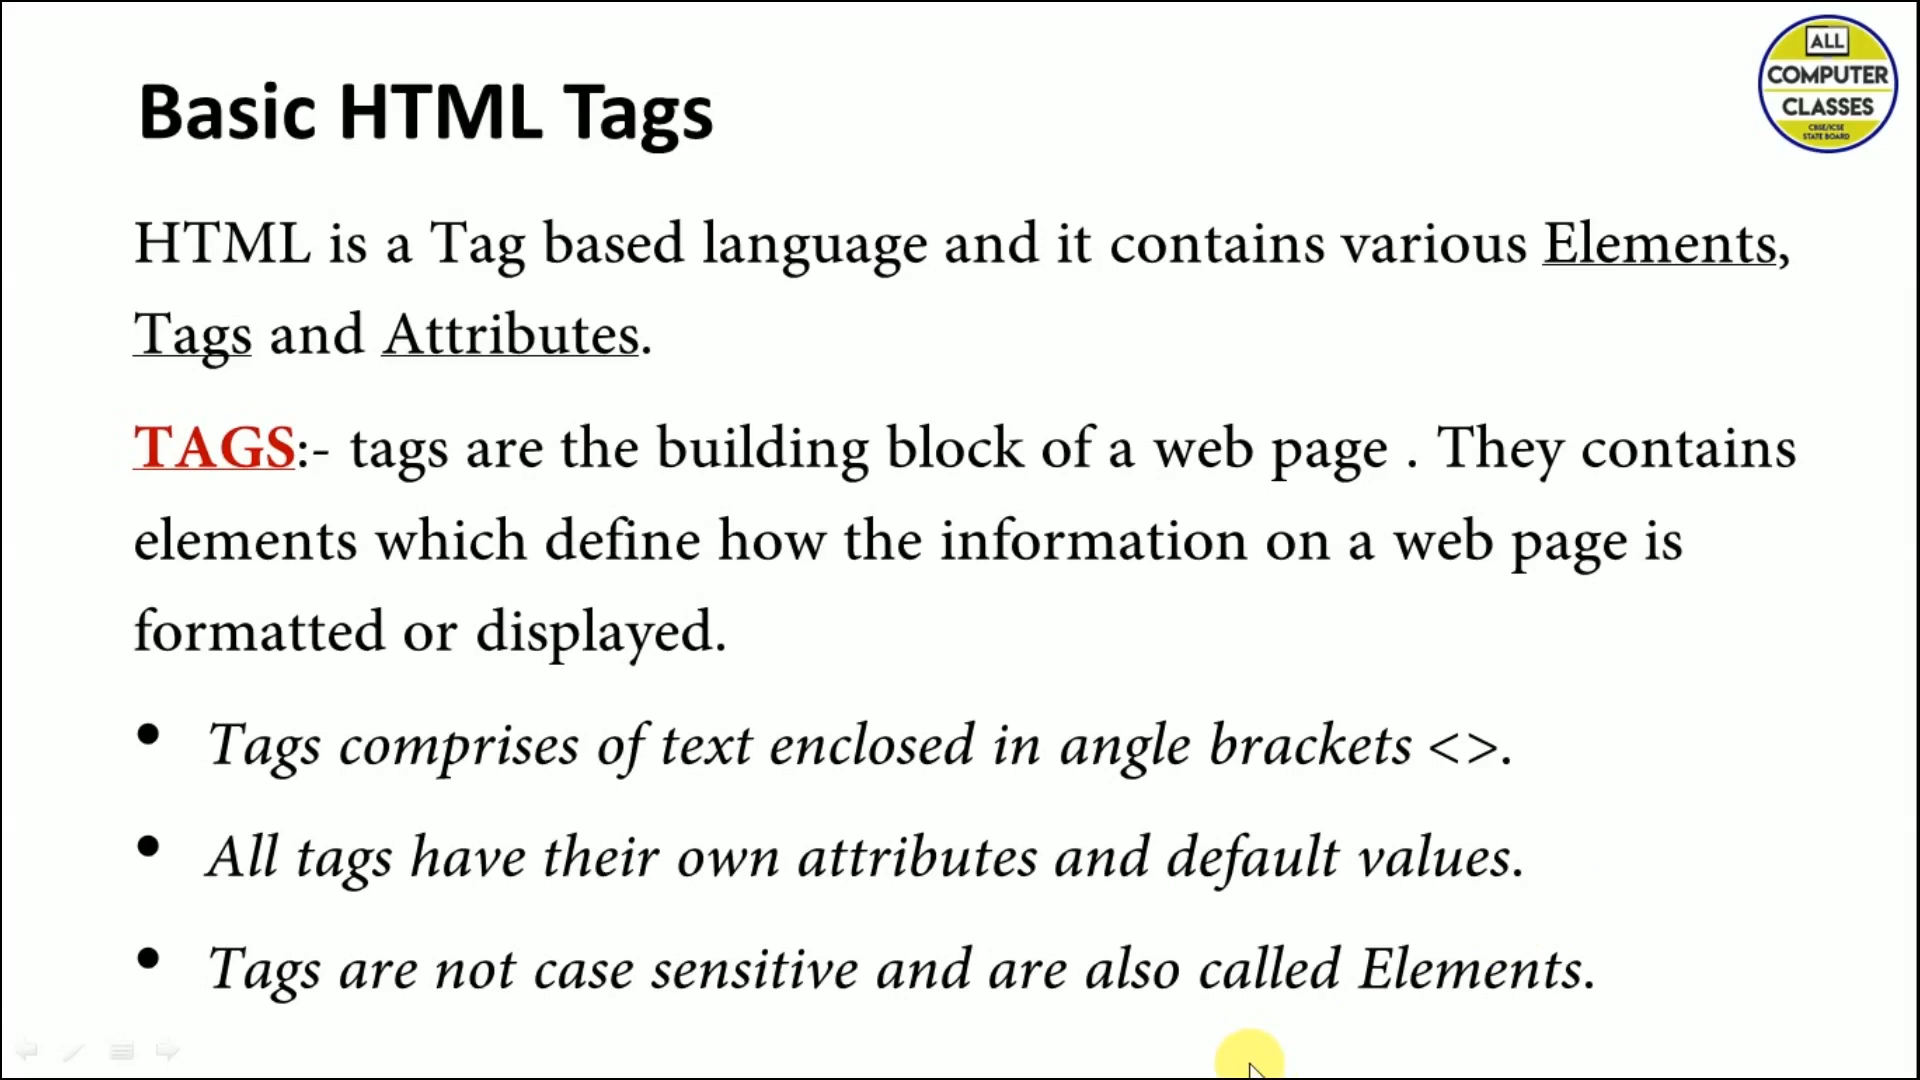 ALL
COMPUTER
CLASSES
CBSE/ICSE
STATE BOARD
Basic HTML Tags
HTML is a Tag based language and it contains various Elements,
Tags and Attributes.
TAGS:- tags are the building block of a web page . They contains
elements which define how the information on a web page is
formatted or displayed.
• Tags comprises of text enclosed in angle brackets <>.
• All tags have their own attributes and default values.
• Tags are not case sensitive and are also called Elements.